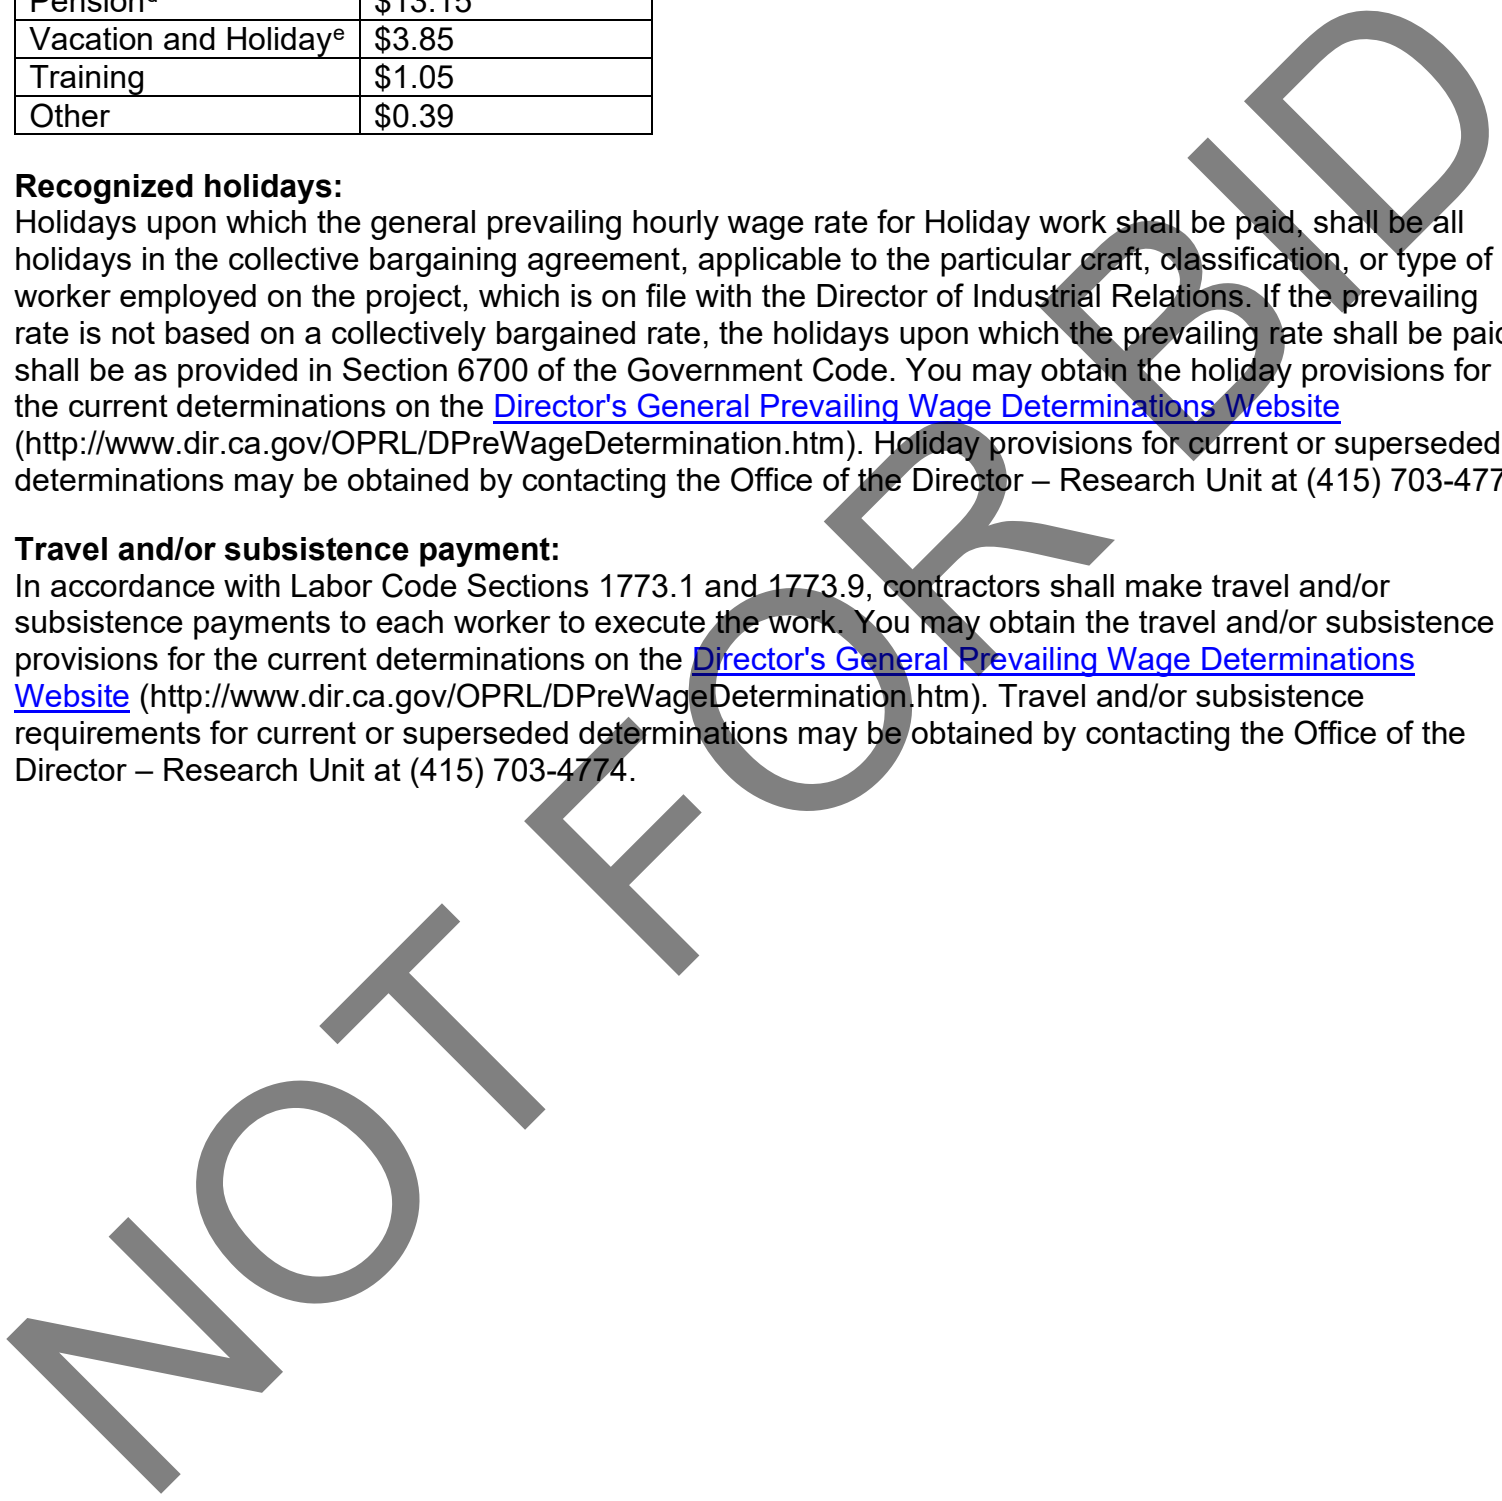 Pension $13.15
Vacation and Holidayᵉ $3.85
Training $1.05
Other $0.39
Recognized holidays:
Holidays upon which the general prevailing hourly wage rate for Holiday work shall be paid, shall be all
holidays in the collective bargaining agreement, applicable to the particular craft, classification, or type of
worker employed on the project, which is on file with the Director of Industrial Relations. If the prevailing
rate is not based on a collectively bargained rate, the holidays upon which the prevailing rate shall be paid
shall be as provided in Section 6700 of the Government Code. You may obtain the holiday provisions for
the current determinations on the Director's General Prevailing Wage Determinations Website
(http://www.dir.ca.gov/OPRL/DPreWageDetermination.htm). Holiday provisions for current or superseded
determinations may be obtained by contacting the Office of the Director – Research Unit at (415) 703-477
Travel and/or subsistence payment:
In accordance with Labor Code Sections 1773.1 and 1773.9, contractors shall make travel and/or
subsistence payments to each worker to execute the work. You may obtain the travel and/or subsistence
provisions for the current determinations on the Director's General Prevailing Wage Determinations
Website (http://www.dir.ca.gov/OPRL/DPreWageDetermination.htm). Travel and/or subsistence
requirements for current or superseded determinations may be obtained by contacting the Office of the
Director – Research Unit at (415) 703-4774.
NOT FOR BID